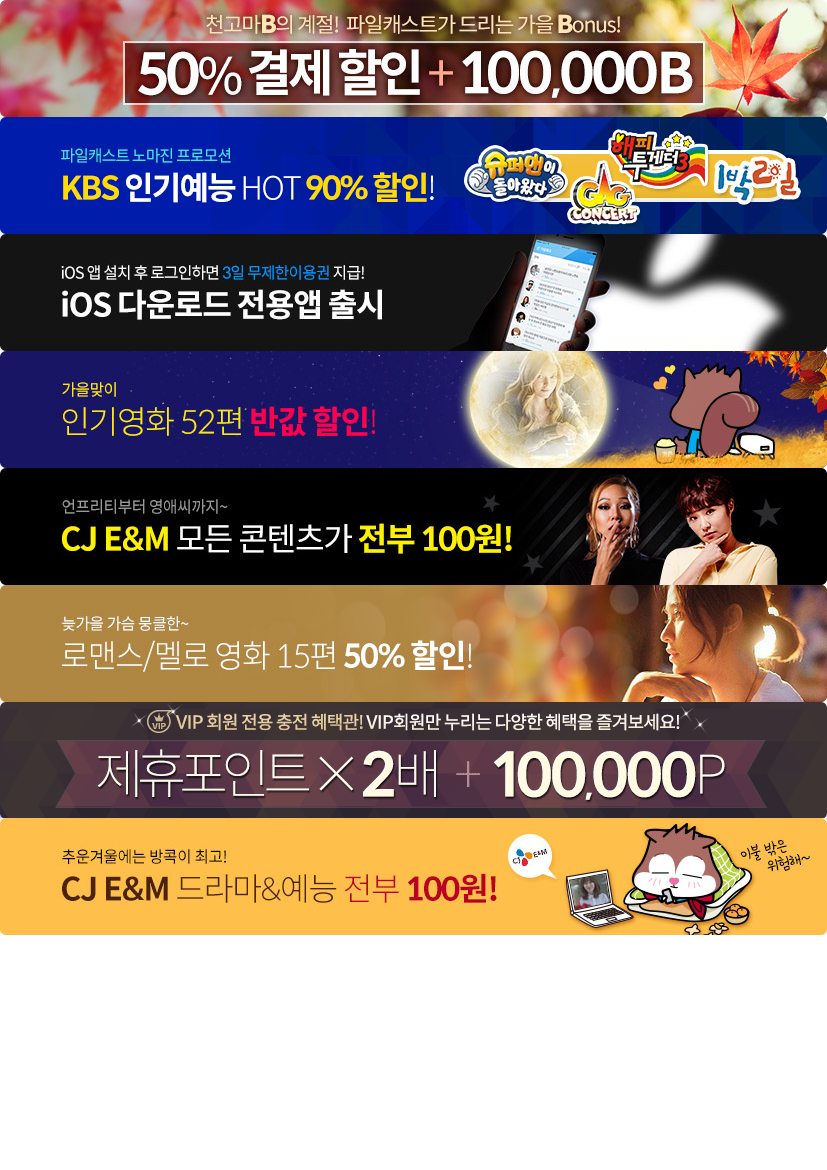 천고마B의 계절! 파일캐스트가 드리는 가을 Bonus!
50% 결제 할인 + 100,000B
파일캐스트 노마진 프로모션
KBS 인기예능 HOT 90% 할인!
슈퍼맨이
돌아왔다
GAG
CONCERT
해피
투게더3
1박2일
iOS 앱 설치 후 로그인하면 3일 무제한이용권 지급!
iOS 다운로드 전용앱 출시
가을맞이
인기영화 52편 반값 할인!
언프리티부터 영애씨까지~
CJ E&M 모든 콘텐츠가 전부 100원!
늦가을 가슴 뭉클한~
로맨스/멜로 영화 15편 50% 할인!
VIP VIP 회원 전용 충전 혜택관! VIP회원만 누리는 다양한 혜택을 즐겨보세요!
제휴포인트 × 2배 + 100,000P
추운겨울에는 방콕이 최고!
CJ E&M 드라마&예능 전부 100원!
CJ E&M
이불 밖은
위험해~